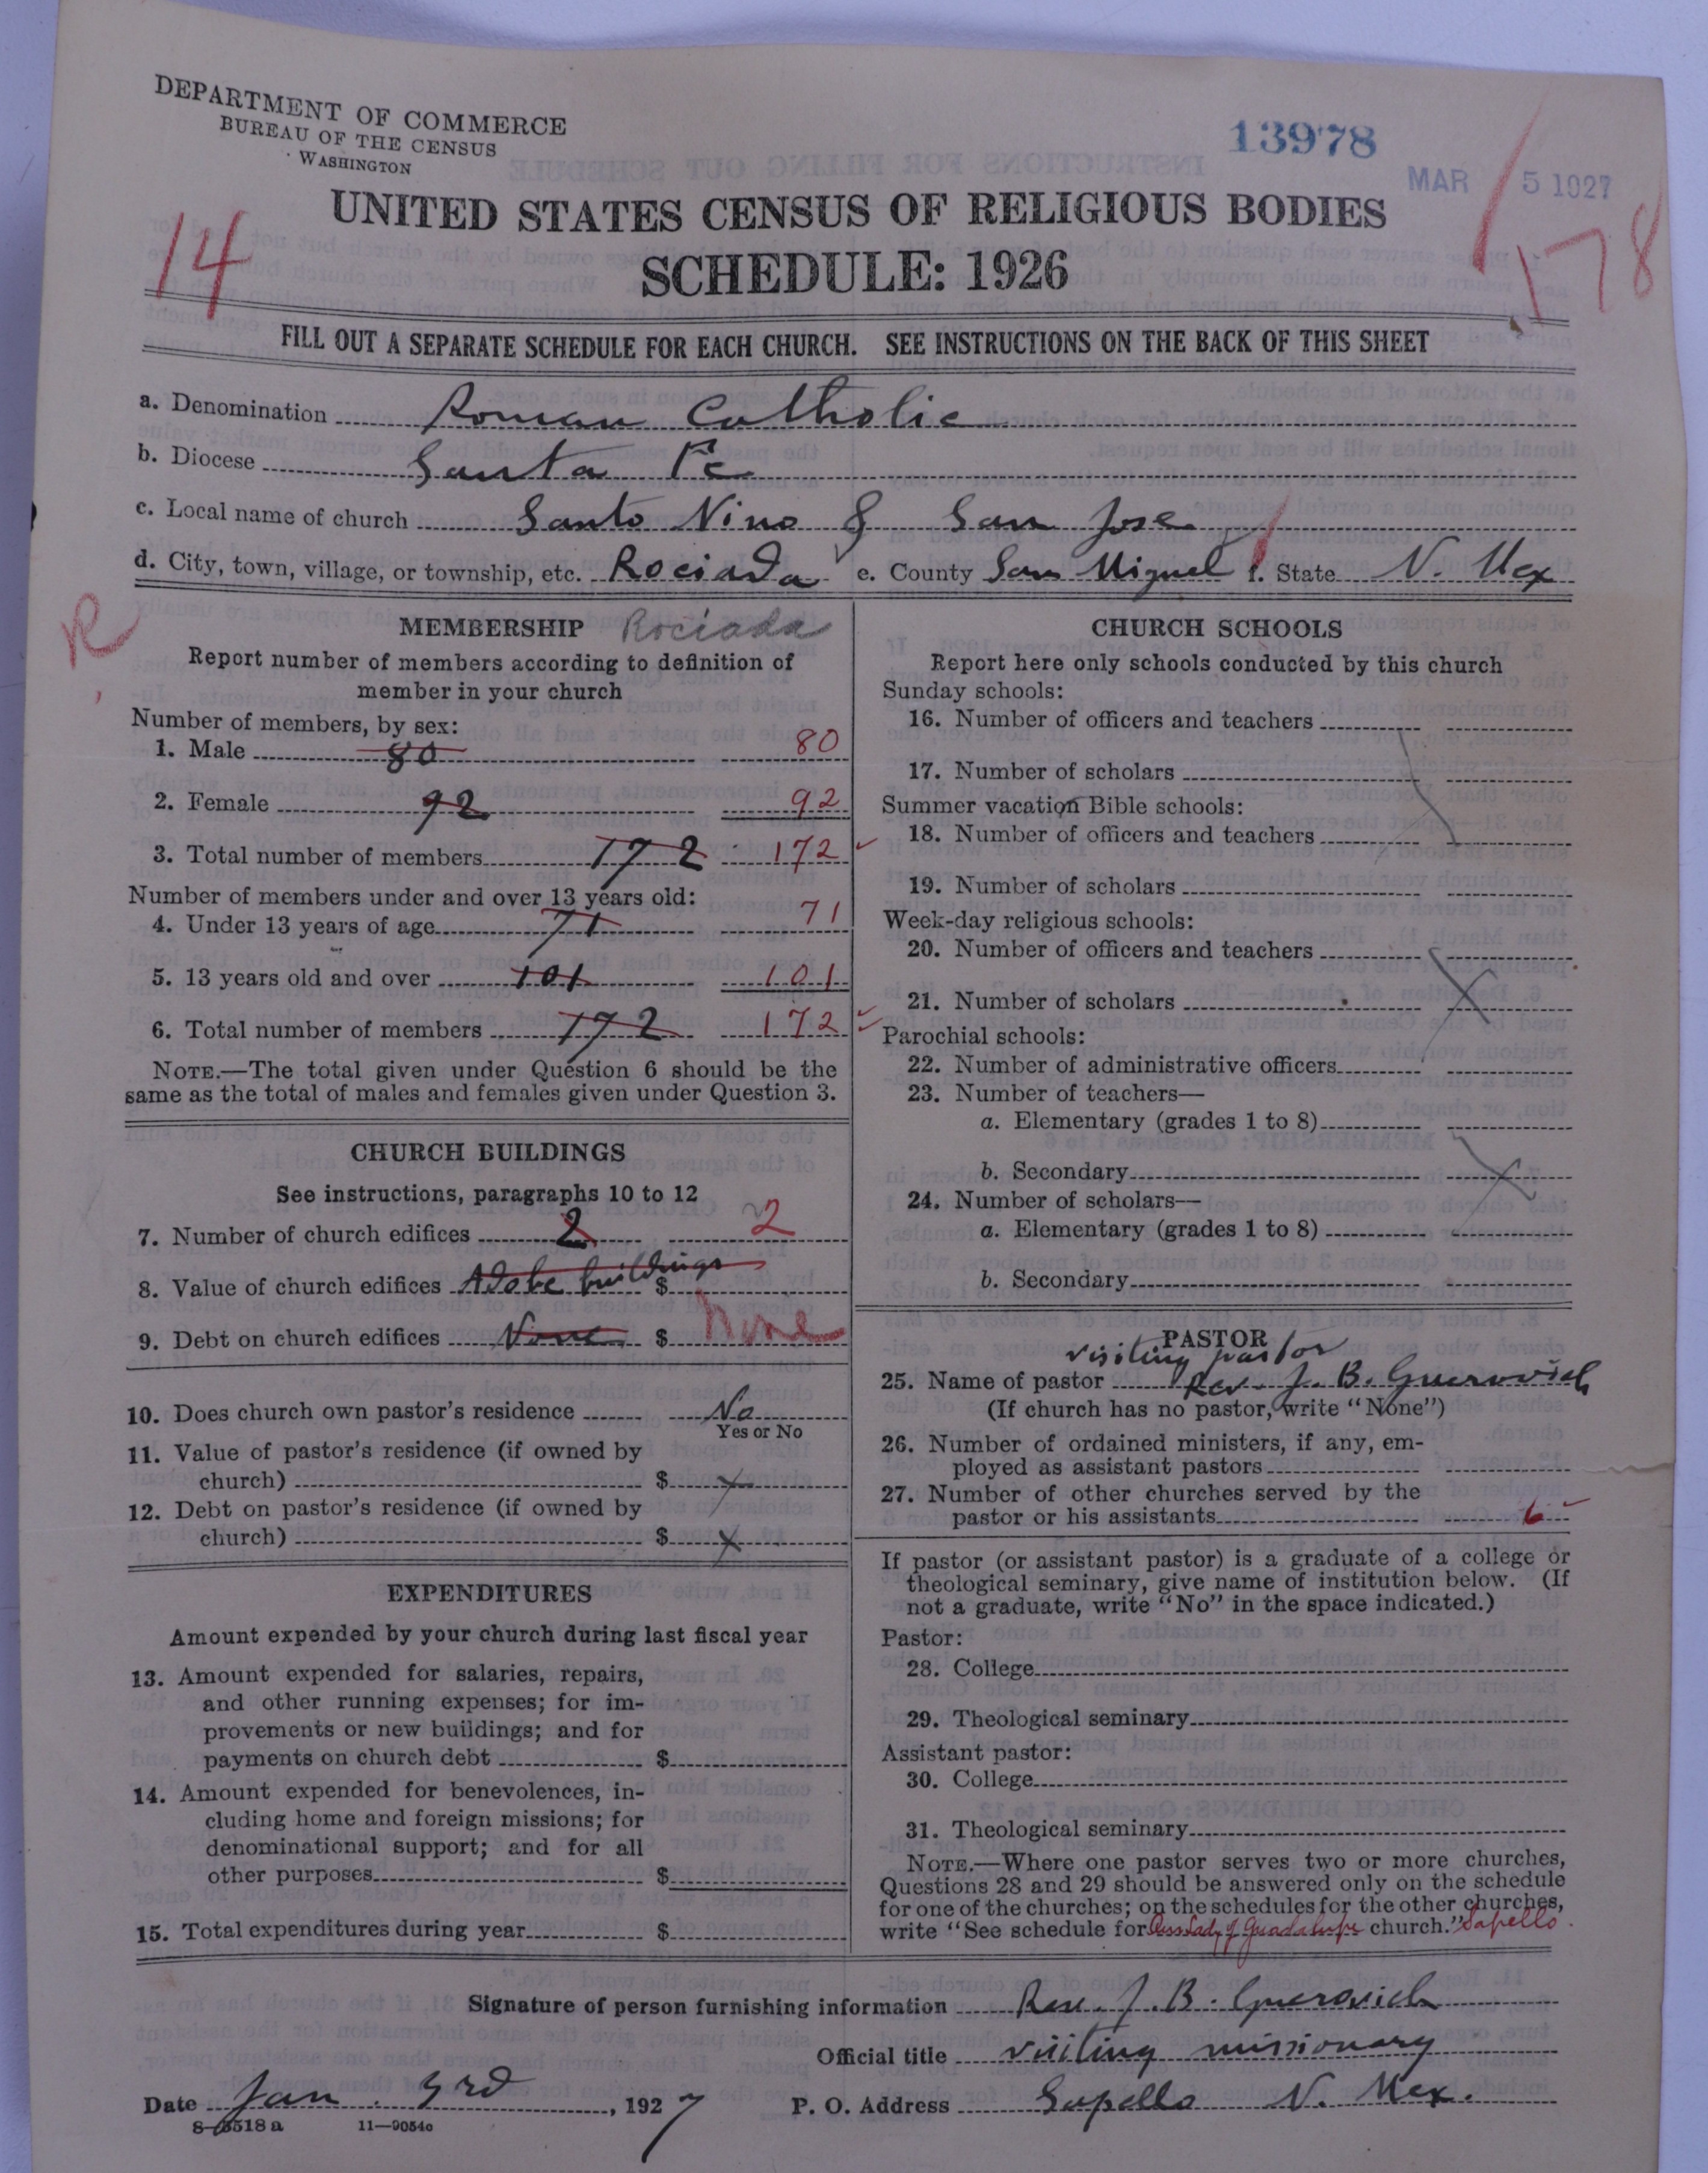 DEPARTMENT OF COMMERCE
BUREAU OF THE CENSUS
WASHINGTON
13978
MAR 5 1927
14
178
UNITED STATES CENSUS OF RELIGIOUS BODIES
SCHEDULE: 1926
FILL OUT A SEPARATE SCHEDULE FOR EACH CHURCH. SEE INSTRUCTIONS ON THE BACK OF THIS SHEET
a. Denomination Roman Catholic
b. Diocese Santa Fe
c. Local name of church Santo Nino & San Jose
d. City, town, village, or township, etc. Rociada e. County San Miguel f. State N. Mex
R
MEMBERSHIP Rociada
Report number of members according to definition of
member in your church
Number of members, by sex:
1. Male 80 80
2. Female 92 92
3. Total number of members 172 172
Number of members under and over 13 years old:
4. Under 13 years of age 71 71
5. 13 years old and over 101 101
6. Total number of members 172 172
NOTE.—The total given under Question 6 should be the
same as the total of males and females given under Question 3.
CHURCH BUILDINGS
See instructions, paragraphs 10 to 12
7. Number of church edifices 2 2
8. Value of church edifices Adobe buildings $
9. Debt on church edifices None $ None
10. Does church own pastor's residence No
Yes or No
11. Value of pastor's residence (if owned by
church) $ x
12. Debt on pastor's residence (if owned by
church) $ x
EXPENDITURES
Amount expended by your church during last fiscal year
13. Amount expended for salaries, repairs,
and other running expenses; for im-
provements or new buildings; and for
payments on church debt $
14. Amount expended for benevolences, in-
cluding home and foreign missions; for
denominational support; and for all
other purposes $
15. Total expenditures during year $
CHURCH SCHOOLS
Report here only schools conducted by this church
Sunday schools:
16. Number of officers and teachers
17. Number of scholars
Summer vacation Bible schools:
18. Number of officers and teachers
19. Number of scholars
Week-day religious schools:
20. Number of officers and teachers
21. Number of scholars
Parochial schools:
22. Number of administrative officers
23. Number of teachers—
a. Elementary (grades 1 to 8)
b. Secondary
24. Number of scholars—
a. Elementary (grades 1 to 8)
b. Secondary
PASTOR
visiting pastor
25. Name of pastor Rev. J. B. Guerovich
(If church has no pastor, write "None")
26. Number of ordained ministers, if any, em-
ployed as assistant pastors
27. Number of other churches served by the
pastor or his assistants 6
If pastor (or assistant pastor) is a graduate of a college or
theological seminary, give name of institution below. (If
not a graduate, write "No" in the space indicated.)
Pastor:
28. College
29. Theological seminary
Assistant pastor:
30. College
31. Theological seminary
NOTE.—Where one pastor serves two or more churches,
Questions 28 and 29 should be answered only on the schedule
for one of the churches; on the schedules for the other churches,
write "See schedule for Our Lady of Guadalupe church." Sapello.
Signature of person furnishing information Rev. J. B. Guerovich
Official title visiting missionary
Date Jan. 3rd, 1927 P. O. Address Sapello N. Mex.
8-5518a 11—9054c